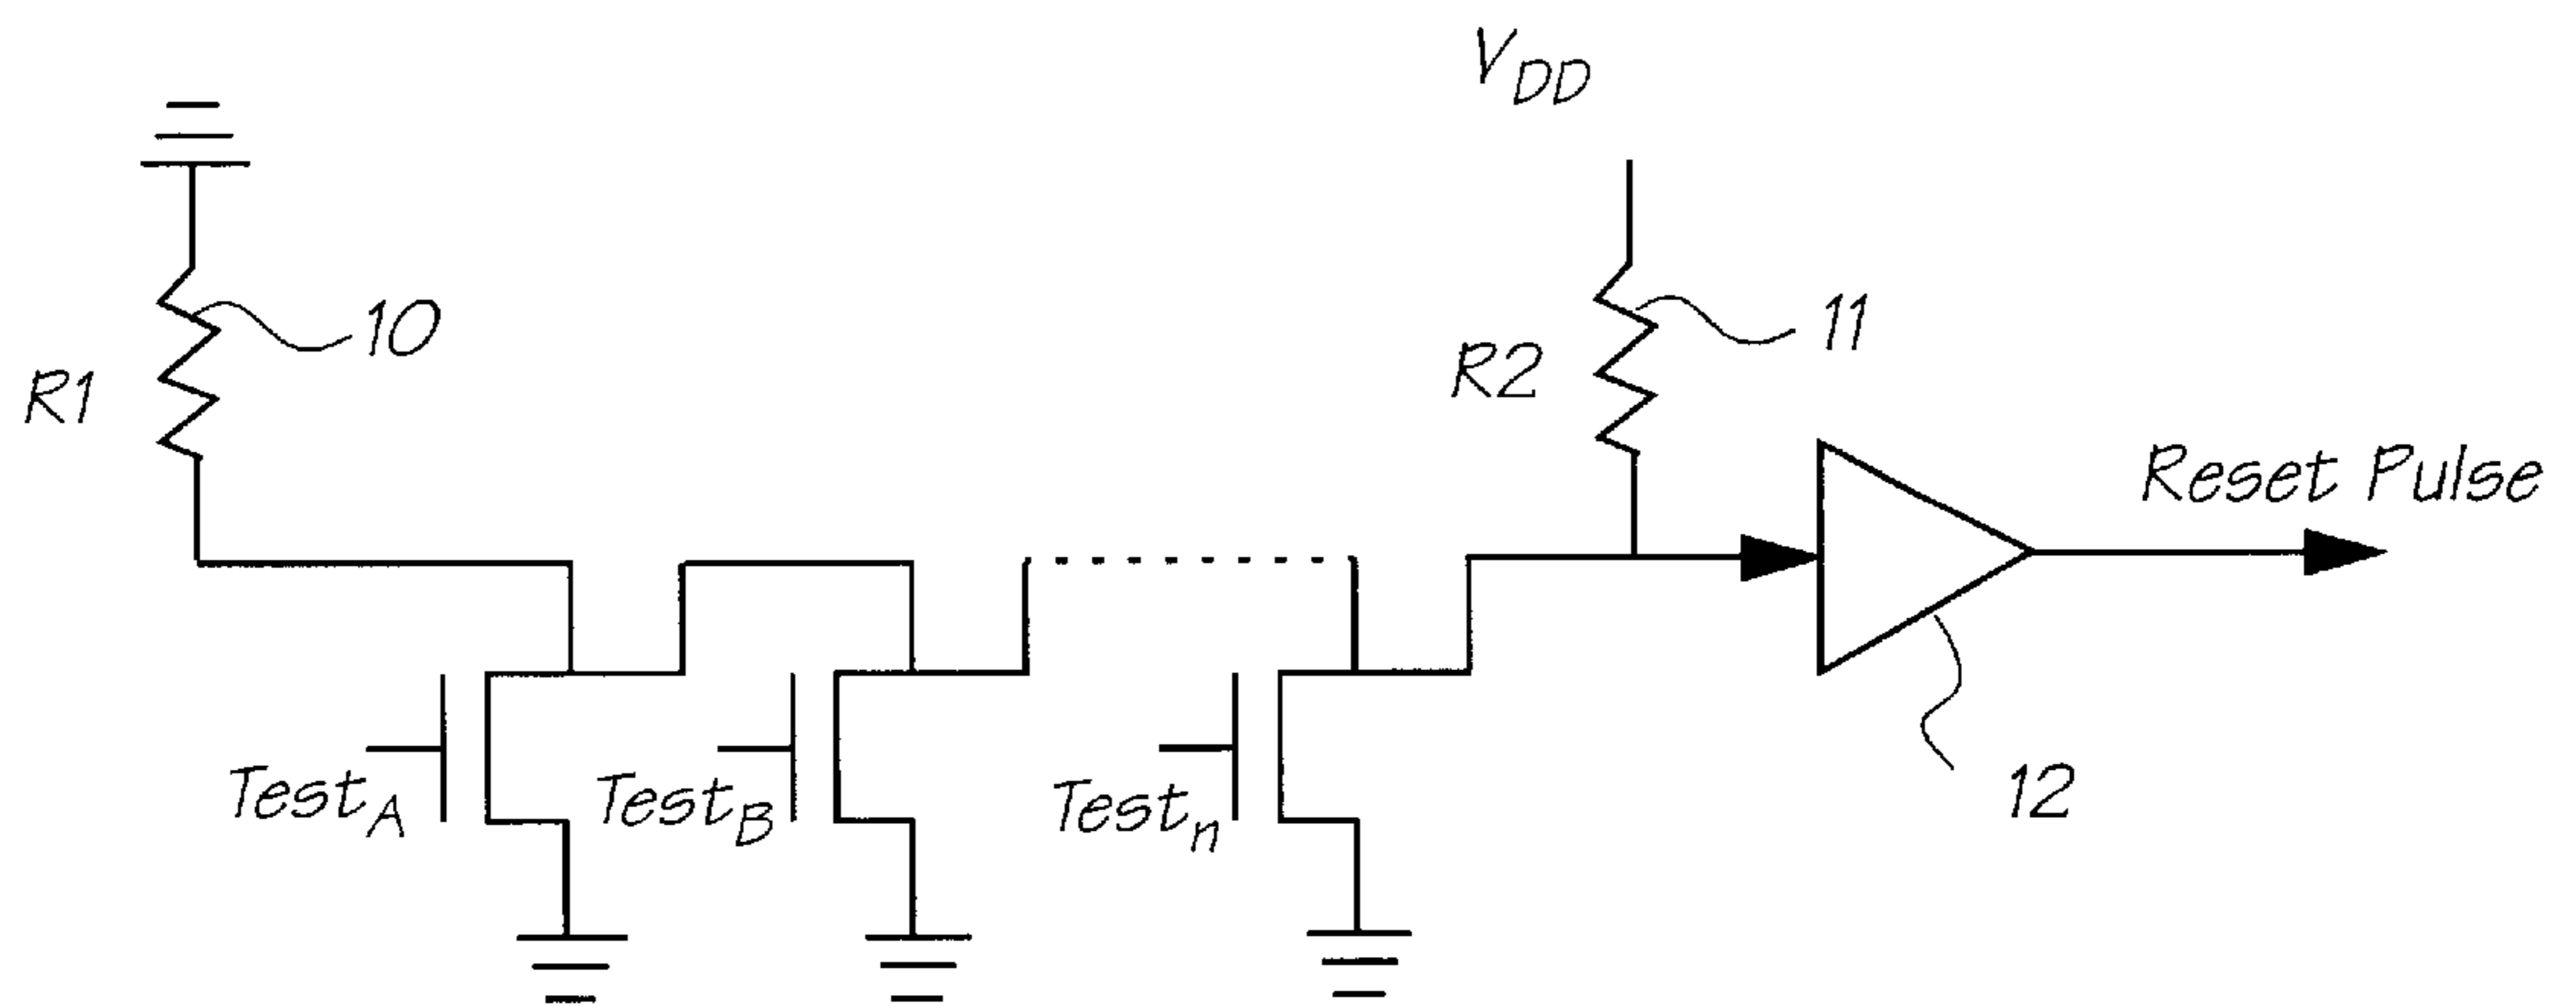 V_DD
10
11
R1
R2
Reset Pulse
Test_A
Test_B
Test_n
12